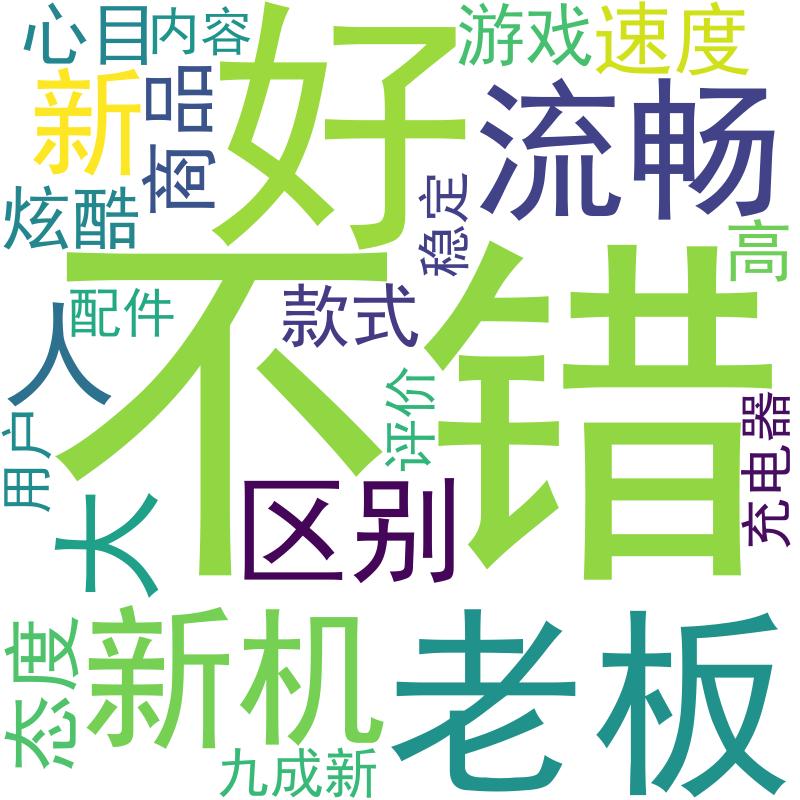 心目
内容
好
游戏
速度
新
商品
流畅
炫酷
稳定
高
不错
配件
款式
人
评价
用户
充电器
大
区别
态度
新机
老板
九成新